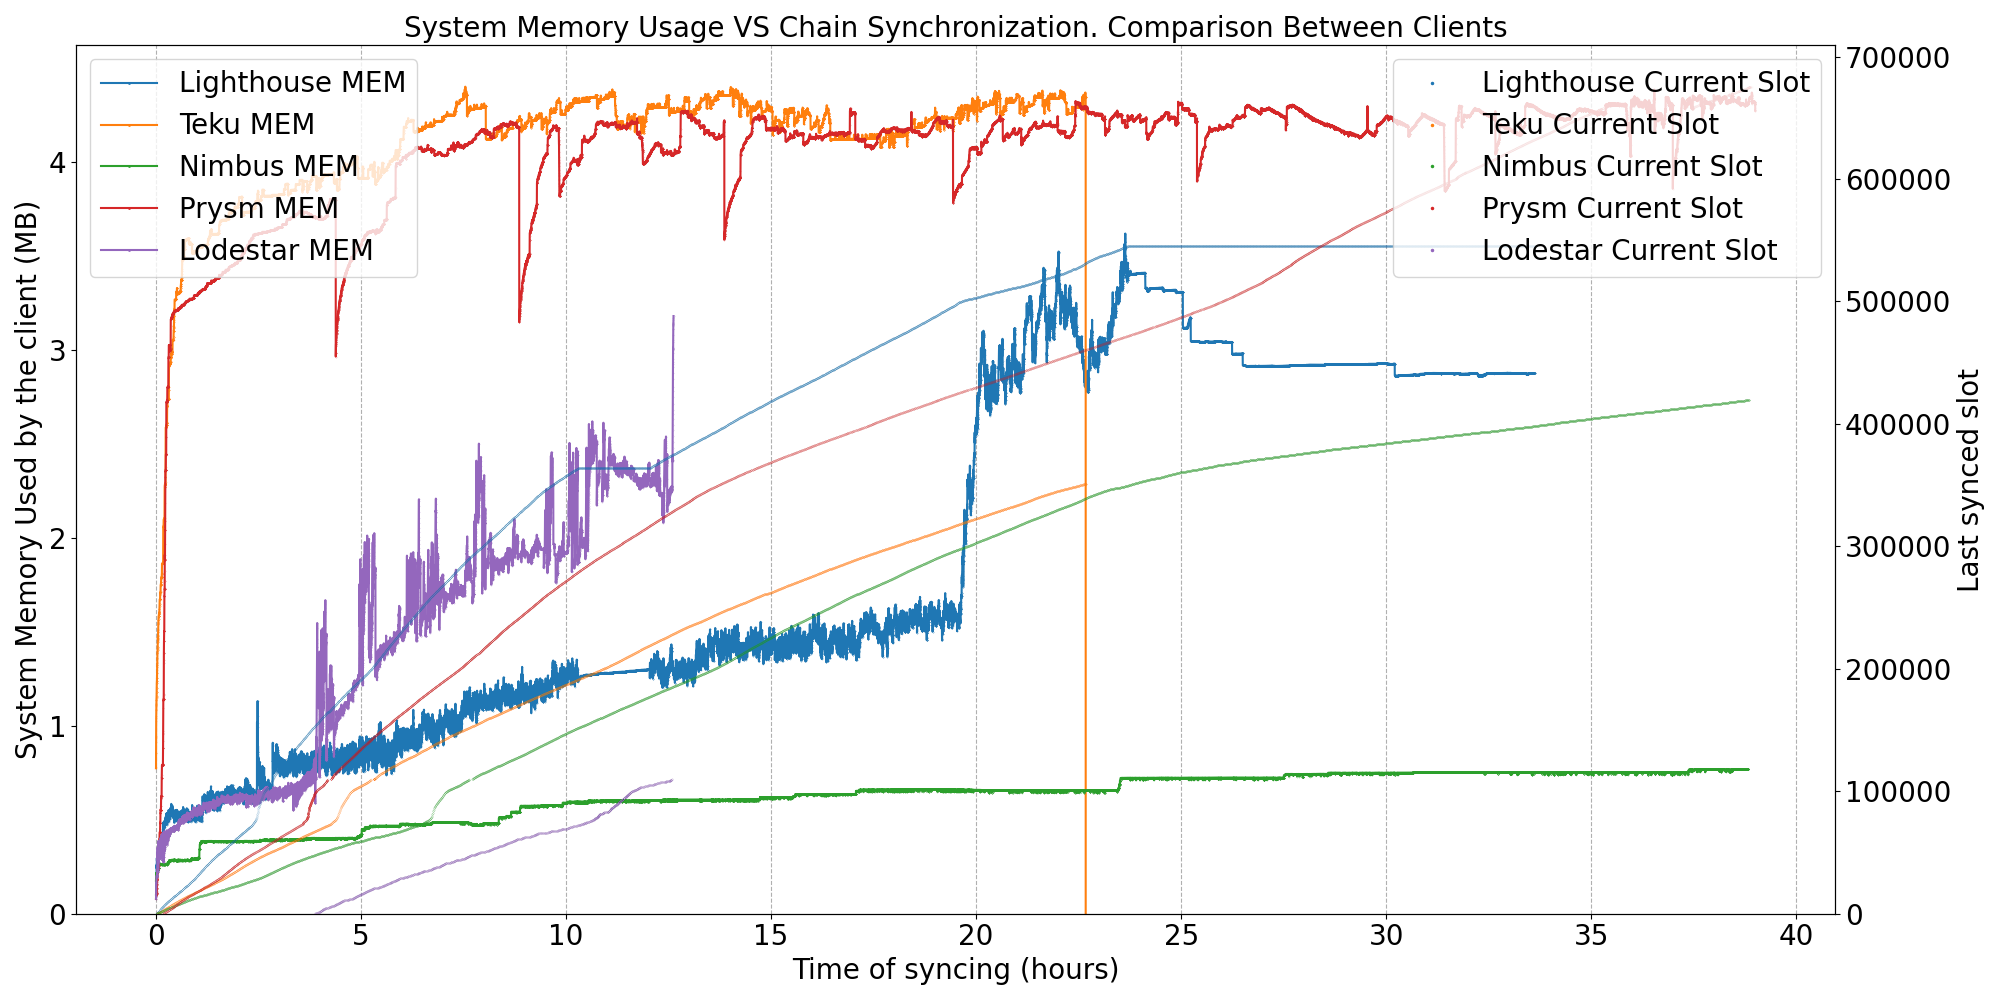 System Memory Usage VS Chain Synchronization. Comparison Between Clients
Lighthouse MEM
Teku MEM
Nimbus MEM
Prysm MEM
Lodestar MEM
Lighthouse Current Slot
Teku Current Slot
Nimbus Current Slot
Prysm Current Slot
Lodestar Current Slot
System Memory Used by the client (MB)
4
3
2
1
0
700000
600000
500000
400000
300000
200000
100000
0
Last synced slot
0 5 10 15 20 25 30 35 40
Time of syncing (hours)